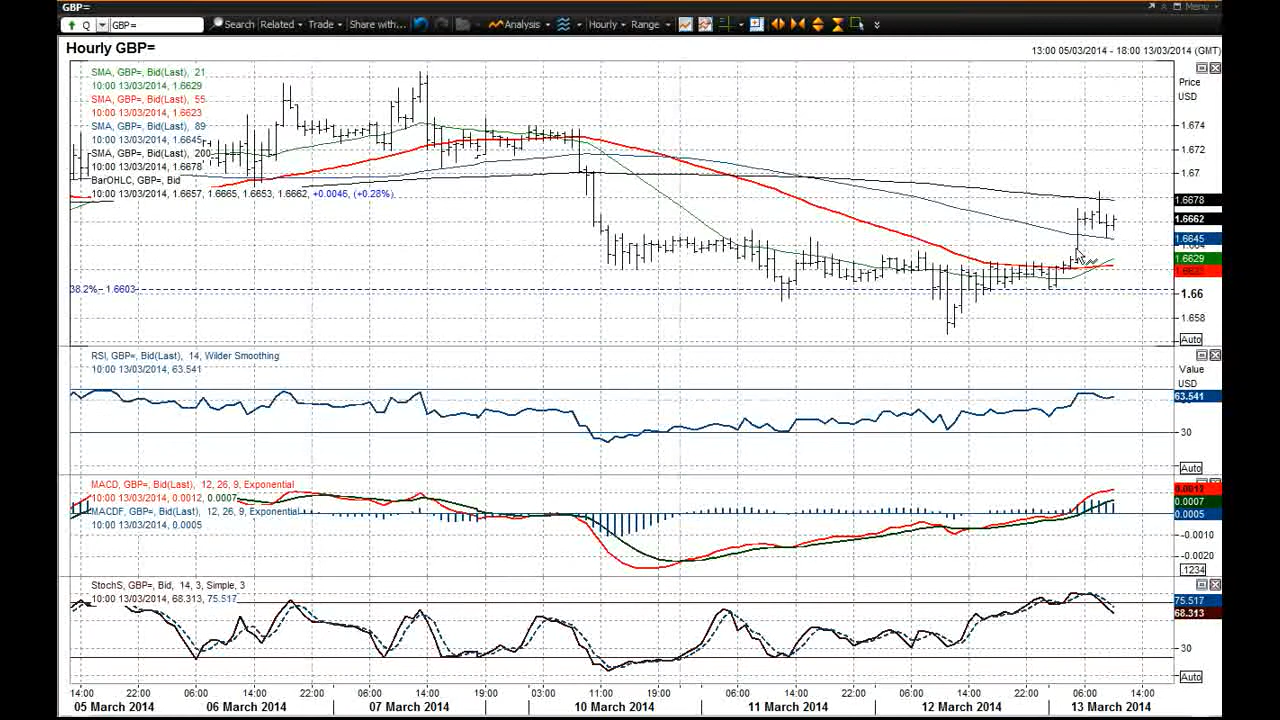 GBP=
Menu
Q GBP= Search Related Trade Share with... Analysis Hourly Range
Hourly GBP=
13:00 05/03/2014 - 18:00 13/03/2014 (GMT)
SMA, GBP=, Bid(Last), 21
10:00 13/03/2014, 1.6629
SMA, GBP=, Bid(Last), 55
10:00 13/03/2014, 1.6623
SMA, GBP=, Bid(Last), 89
10:00 13/03/2014, 1.6645
SMA, GBP=, Bid(Last), 200
10:00 13/03/2014, 1.6678
BarOHLC, GBP=, Bid
10:00 13/03/2014, 1.6657, 1.6665, 1.6653, 1.6662, +0.0046, (+0.28%)
Price
USD
1.674
1.672
1.67
1.6678
1.6662
1.6645
1.664
1.6629
1.6623
38.2% 1.6603
1.66
1.658
Auto
RSI, GBP=, Bid(Last), 14, Wilder Smoothing
10:00 13/03/2014, 63.541
Value
USD
63.541
30
Auto
MACD, GBP=, Bid(Last), 12, 26, 9, Exponential
10:00 13/03/2014, 0.0012, 0.0007
MACDF, GBP=, Bid(Last), 12, 26, 9, Exponential
10:00 13/03/2014, 0.0005
0.0012
0.0007
0.0005
-0.0010
-0.0020
.1234
StochS, GBP=, Bid, 14, 3, Simple, 3
10:00 13/03/2014, 68.313, 75.517
75.517
68.313
30
Auto
14:00 22:00 06:00 14:00 22:00 06:00 14:00 19:00 03:00 11:00 19:00 06:00 14:00 22:00 06:00 14:00 22:00 06:00 14:00
05 March 2014 06 March 2014 07 March 2014 10 March 2014 11 March 2014 12 March 2014 13 March 2014